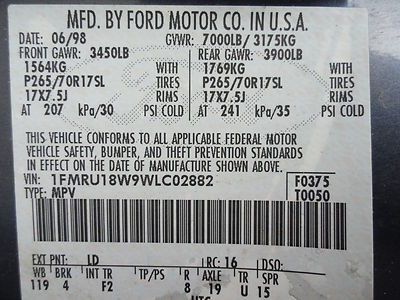 MFD. BY FORD MOTOR CO. IN U.S.A.
DATE: 06/98 GVWR: 7000LB/ 3175KG
FRONT GAWR: 3450LB REAR GAWR: 3900LB
1564KG WITH 1769KG WITH
P265/70R17SL TIRES P265/70R17SL TIRES
17X7.5J RIMS 17X7.5J RIMS
AT 207 kPa/30 PSI COLD AT 241 kPa/35 PSI COLD
THIS VEHICLE CONFORMS TO ALL APPLICABLE FEDERAL MOTOR
VEHICLE SAFETY, BUMPER, AND THEFT PREVENTION STANDARDS
IN EFFECT ON THE DATE OF MANUFACTURE SHOWN ABOVE.
VIN: 1FMRU18W9WLC02882 F0375
TYPE: MPV T0050
EXT PNT: LD RC: 16 DSO:
WB BRK INT TR TP/PS R AXLE TR SPR
119 4 F2 8 19 U 15